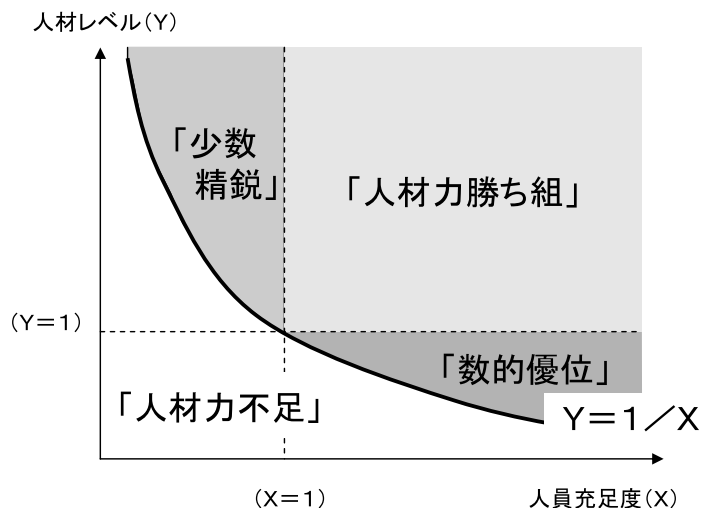 人材レベル(Y)
「少数
精鋭」
「人材力勝ち組」
(Y=1)
「数的優位」
「人材力不足」
Y=1/X
(X=1)
人員充足度(X)